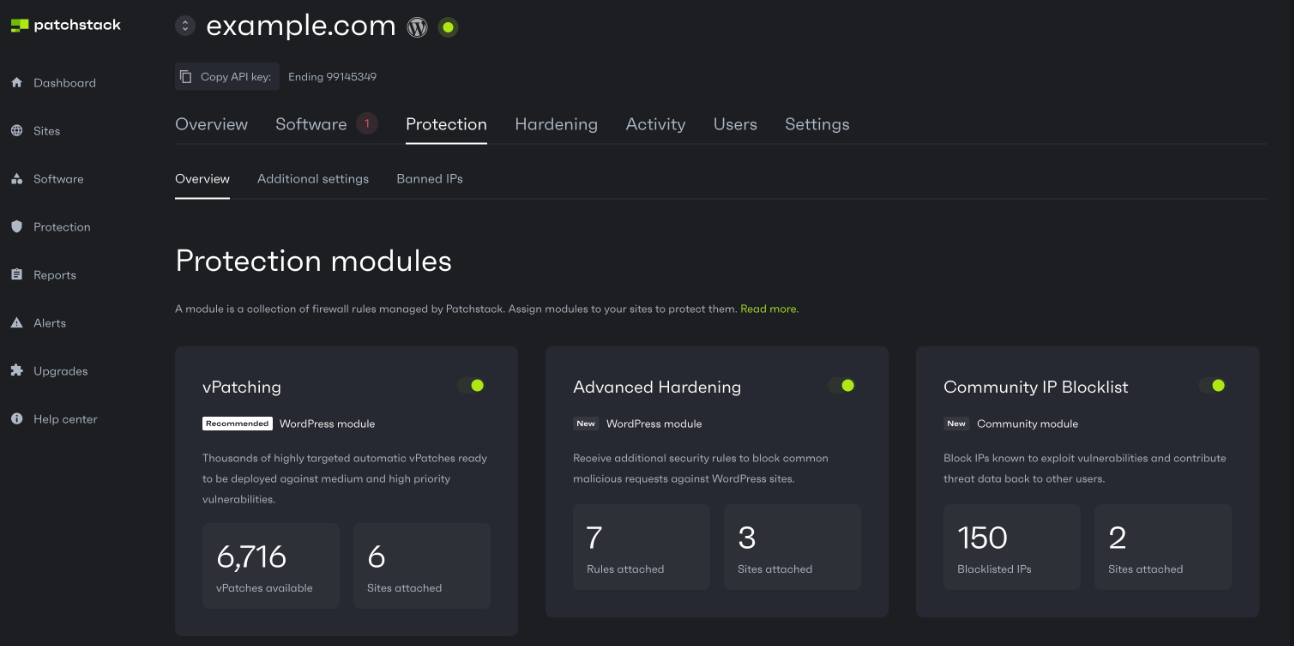 patchstack
example.com
Copy API key: Ending 99145349
Dashboard
Sites
Software
Protection
Reports
Alerts
Upgrades
Help center
Overview Software 1 Protection Hardening Activity Users Settings
Overview Additional settings Banned IPs
Protection modules
A module is a collection of firewall rules managed by Patchstack. Assign modules to your sites to protect them. Read more.
vPatching
Recommended WordPress module
Thousands of highly targeted automatic vPatches ready
to be deployed against medium and high priority
vulnerabilities.
6,716
vPatches available
6
Sites attached
Advanced Hardening
New WordPress module
Receive additional security rules to block common
malicious requests against WordPress sites.
7
Rules attached
3
Sites attached
Community IP Blocklist
New Community module
Block IPs known to exploit vulnerabilities and contribute
threat data back to other users.
150
Blacklisted IPs
2
Sites attached